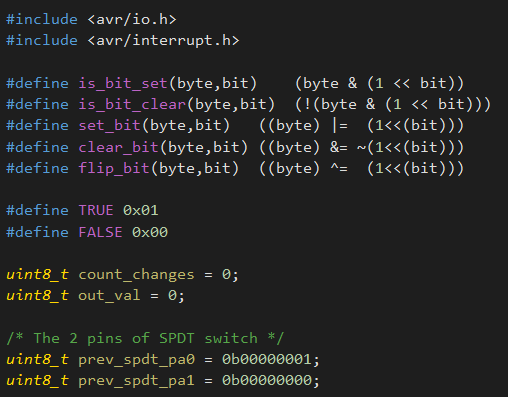 #include <avr/io.h>
#include <avr/interrupt.h>
#define is_bit_set(byte,bit)    (byte & (1 << bit))
#define is_bit_clear(byte,bit)  (!(byte & (1 << bit)))
#define set_bit(byte,bit)   ((byte) |=  (1<<(bit)))
#define clear_bit(byte,bit) ((byte) &= ~(1<<(bit)))
#define flip_bit(byte,bit)  ((byte) ^=  (1<<(bit)))
#define TRUE 0x01
#define FALSE 0x00
uint8_t count_changes = 0;
uint8_t out_val = 0;
/* The 2 pins of SPDT switch */
uint8_t prev_spdt_pa0 = 0b00000001;
uint8_t prev_spdt_pa1 = 0b00000000;